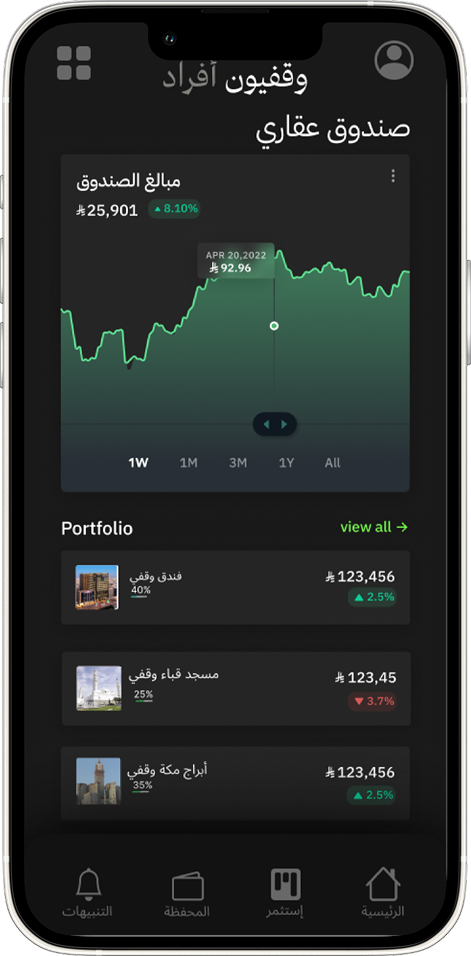 وقفيون أفراد
صندوق عقاري
مبالغ الصندوق
⃁ 25,901 ▲ 8.10%
APR 20,2022
⃁ 92.96
1W 1M 3M 1Y All
Portfolio view all →
فندق وقفي
40%
⃁ 123,456
▲ 2.5%
مسجد قباء وقفي
25%
⃁ 123,45
▼ 3.7%
أبراج مكة وقفي
35%
⃁ 123,456
▲ 2.5%
الرئيسية إستثمر المحفظة التنبيهات